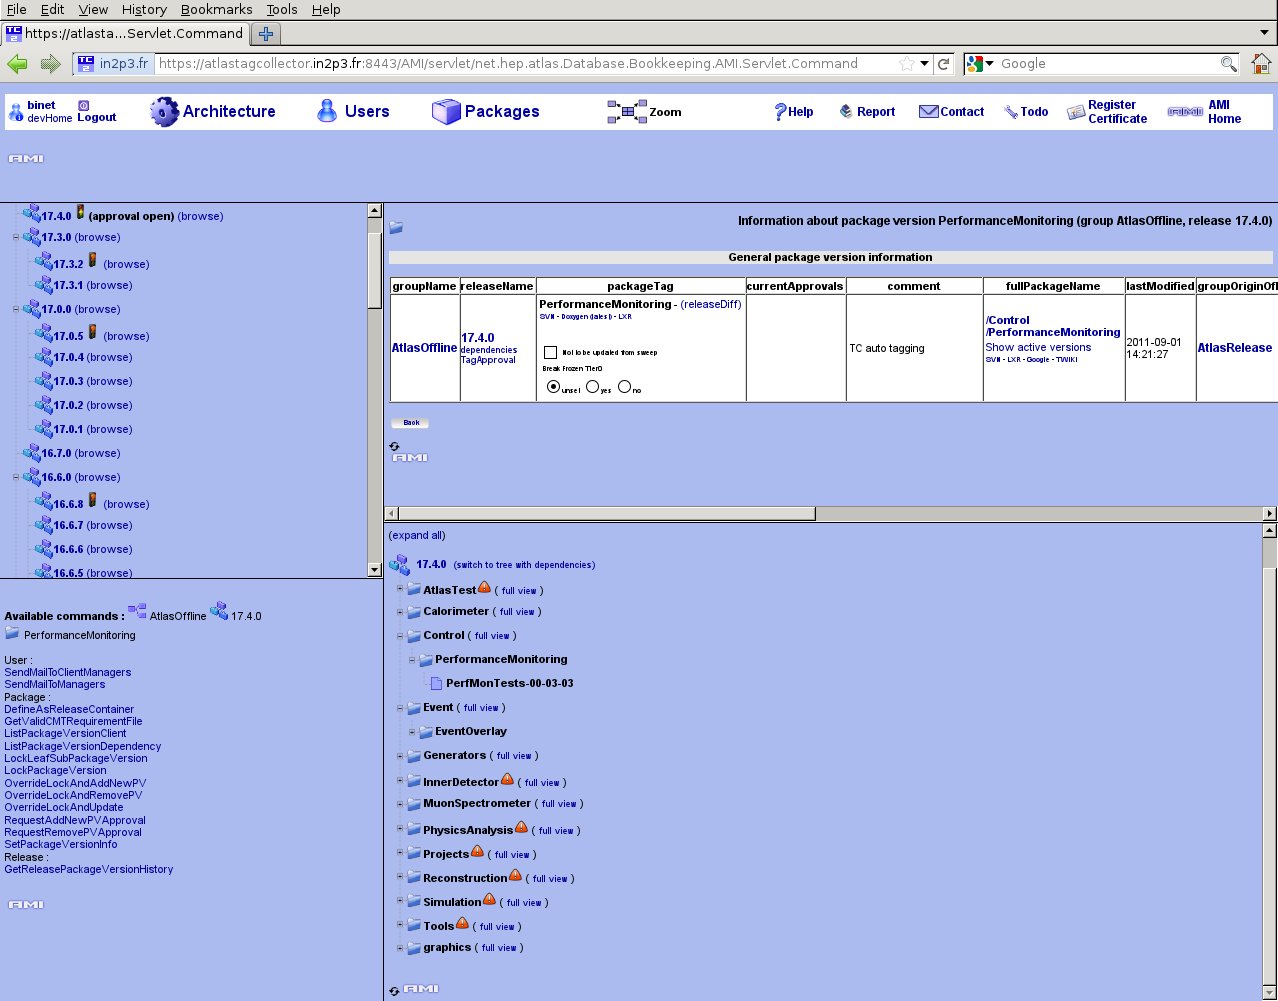 File Edit View History Bookmarks Tools Help
TC 2 https://atlasta...Servlet.Command
TC 2 in2p3.fr https://atlastagcollector.in2p3.fr:8443/AMI/servlet/net.hep.atlas.Database.Bookkeeping.AMI.Servlet.Command Google
binet
devHome Logout Architecture Users Packages Zoom Help Report Contact Todo Register Certificate AMI Home
AMI
17.4.0 (approval open) (browse)
17.3.0 (browse)
17.3.2 (browse)
17.3.1 (browse)
17.0.0 (browse)
17.0.5 (browse)
17.0.4 (browse)
17.0.3 (browse)
17.0.2 (browse)
17.0.1 (browse)
16.7.0 (browse)
16.6.0 (browse)
16.6.8 (browse)
16.6.7 (browse)
16.6.6 (browse)
16.6.5 (browse)
Available commands : AtlasOffline 17.4.0
PerformanceMonitoring
User :
SendMailToClientManagers
SendMailToManagers
Package :
DefineAsReleaseContainer
GetValidCMTRequirementFile
ListPackageVersionClient
ListPackageVersionDependency
LockLeafSubPackageVersion
LockPackageVersion
OverrideLockAndAddNewPV
OverrideLockAndRemovePV
OverrideLockAndUpdate
RequestAddNewPVApproval
RequestRemovePVApproval
SetPackageVersionInfo
Release :
GetReleasePackageVersionHistory
AMI
Information about package version PerformanceMonitoring (group AtlasOffline, release 17.4.0)
General package version information
groupName releaseName packageTag currentApprovals comment fullPackageName lastModified groupOriginOf
AtlasOffline
17.4.0
dependencies
TagApproval
PerformanceMonitoring - (releaseDiff)
SVN - Doxygen (latest) - LXR
Not to be updated from sweep
Break Frozen Tier0
unset yes no
TC auto tagging
/Control
/PerformanceMonitoring
Show active versions
SVN - LXR - Google - TWIKI
2011-09-01
14:21:27
AtlasRelease
Back
AMI
(expand all)
17.4.0 (switch to tree with dependencies)
AtlasTest ( full view )
Calorimeter ( full view )
Control ( full view )
PerformanceMonitoring
PerfMonTests-00-03-03
Event ( full view )
EventOverlay
Generators ( full view )
InnerDetector ( full view )
MuonSpectrometer ( full view )
PhysicsAnalysis ( full view )
Projects ( full view )
Reconstruction ( full view )
Simulation ( full view )
Tools ( full view )
graphics ( full view )
AMI